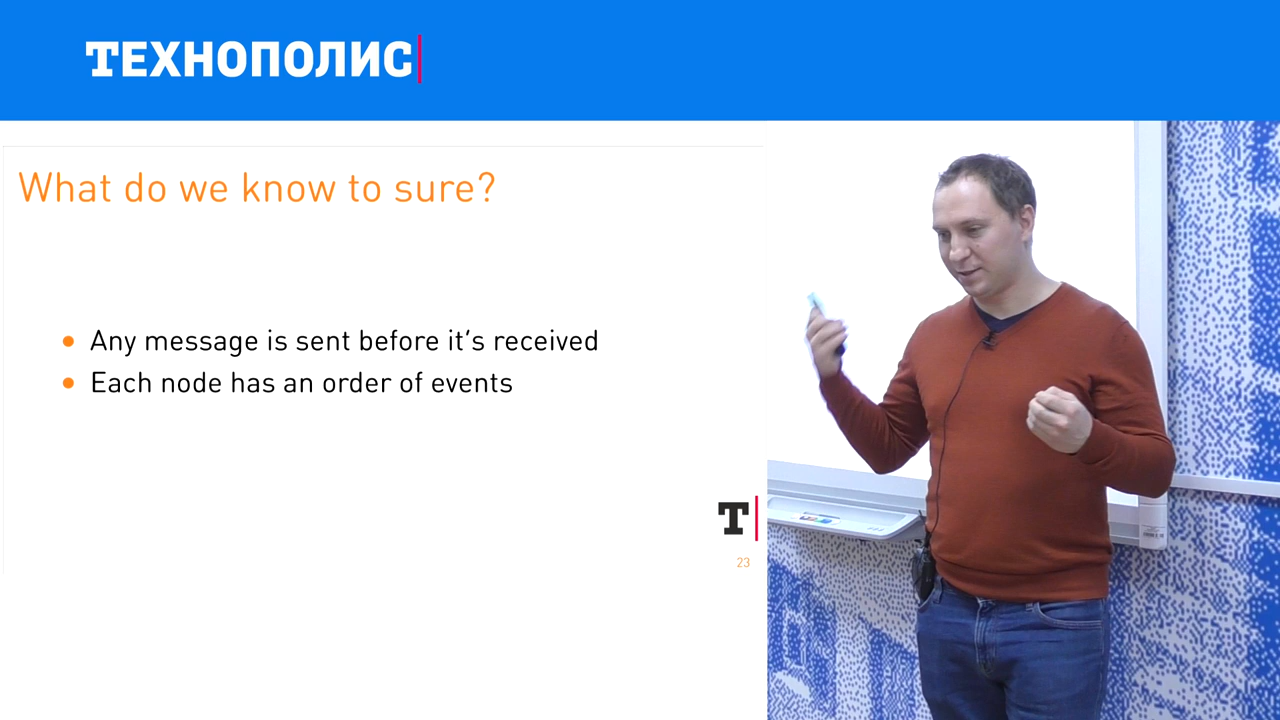 ТЕХНОПОЛИС
What do we know to sure?
Any message is sent before it's received
Each node has an order of events
T
23